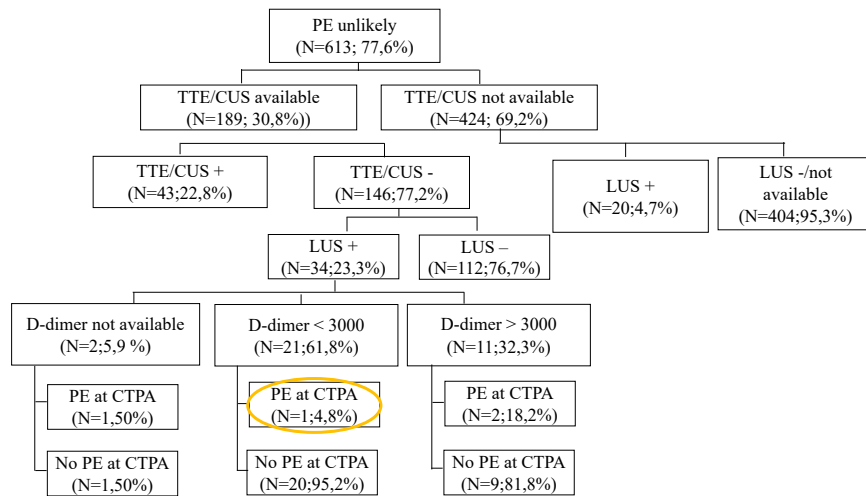 PE unlikely
(N=613; 77,6%)
TTE/CUS available
(N=189; 30,8%))
TTE/CUS not available
(N=424; 69,2%)
TTE/CUS +
(N=43;22,8%)
TTE/CUS -
(N=146;77,2%)
LUS +
(N=20;4,7%)
LUS -/not
available
(N=404;95,3%)
LUS +
(N=34;23,3%)
LUS –
(N=112;76,7%)
D-dimer not available
(N=2;5,9 %)
D-dimer < 3000
(N=21;61,8%)
D-dimer > 3000
(N=11;32,3%)
PE at CTPA
(N=1,50%)
PE at CTPA
(N=1;4,8%)
PE at CTPA
(N=2;18,2%)
No PE at CTPA
(N=1,50%)
No PE at CTPA
(N=20;95,2%)
No PE at CTPA
(N=9;81,8%)